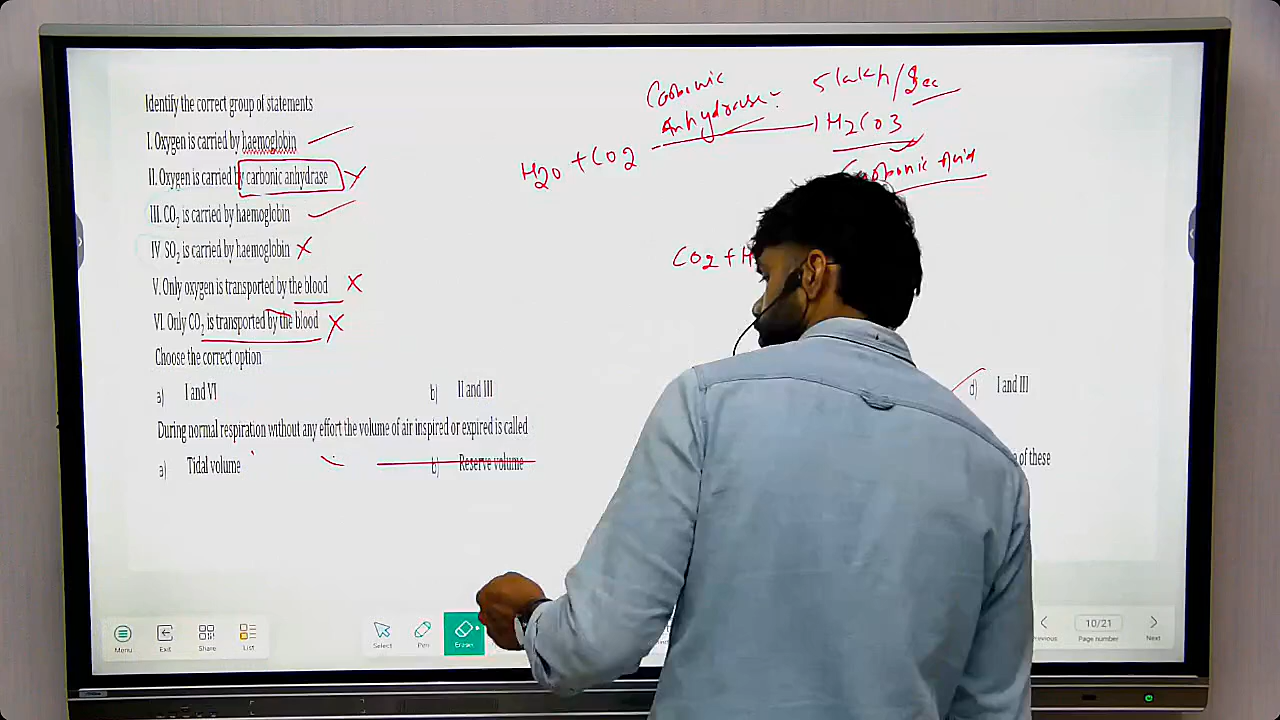 Identify the correct group of statements
I. Oxygen is carried by haemoglobin
II. Oxygen is carried by carbonic anhydrase
III. CO₂ is carried by haemoglobin
IV SO₂ is carried by haemoglobin
V. Only oxygen is transported by the blood
VI. Only CO₂ is transported by the blood
Choose the correct option
a) I and VI b) II and III d) I and III
During normal respiration without any effort the volume of air inspired or expired is called
a) Tidal volume b) Reserve volume of these
Carbonic
Anhydrase 5 lakh/Sec
H2O + CO2 H2CO3
Carbonic Acid
CO2 + H
Menu Exit Share List Select Pen Eraser 10/21 Page number Next